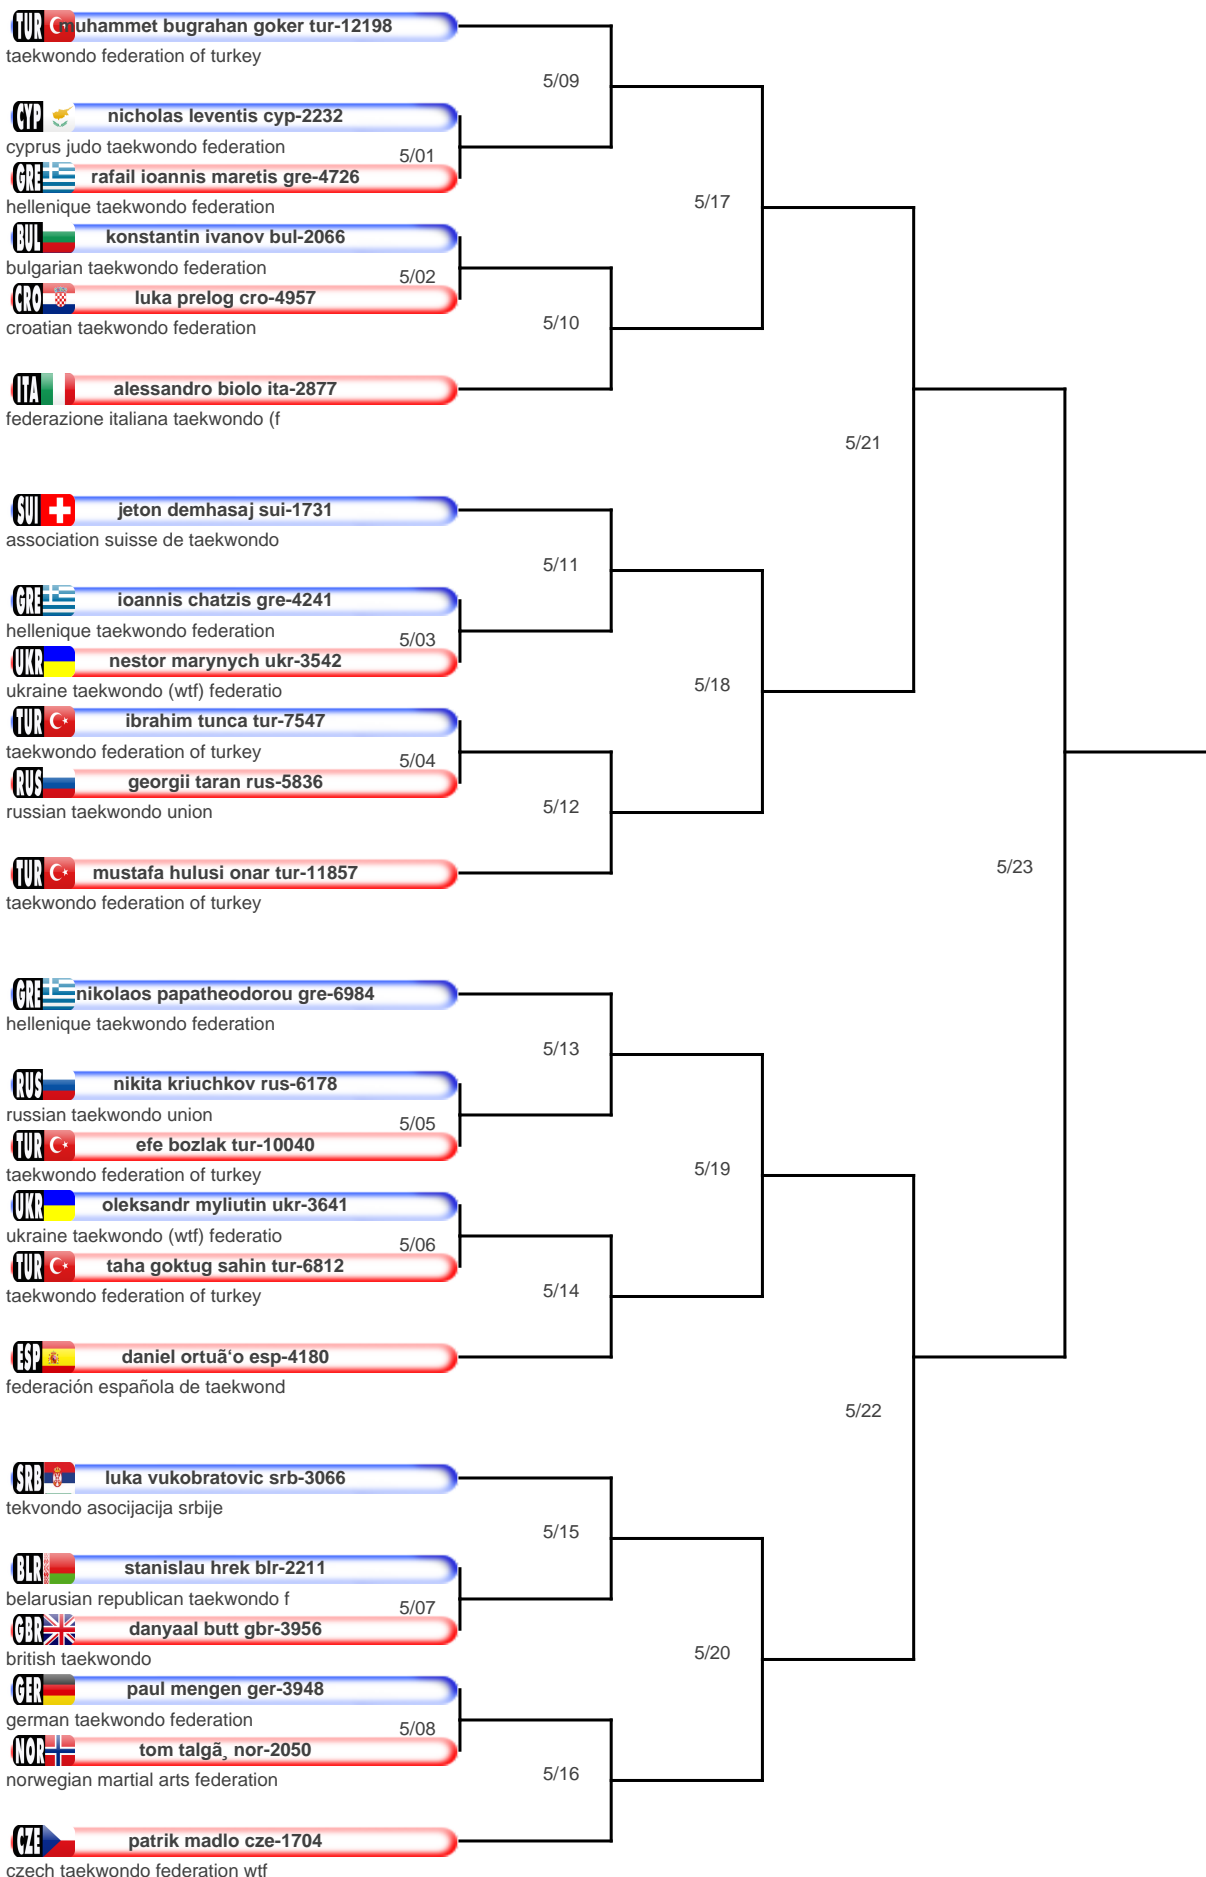 TUR muhammet bugrahan goker tur-12198
taekwondo federation of turkey
5/09
CYP nicholas leventis cyp-2232
cyprus judo taekwondo federation
5/01
GRE rafail ioannis maretis gre-4726
hellenique taekwondo federation
5/17
BUL konstantin ivanov bul-2066
bulgarian taekwondo federation
5/02
CRO luka prelog cro-4957
croatian taekwondo federation
5/10
ITA alessandro biolo ita-2877
federazione italiana taekwondo (f
5/21
SUI jeton demhasaj sui-1731
association suisse de taekwondo
5/11
GRE ioannis chatzis gre-4241
hellenique taekwondo federation
5/03
UKR nestor marynych ukr-3542
ukraine taekwondo (wtf) federatio
5/18
TUR ibrahim tunca tur-7547
taekwondo federation of turkey
5/04
RUS georgii taran rus-5836
russian taekwondo union
5/12
TUR mustafa hulusi onar tur-11857
taekwondo federation of turkey
5/23
GRE nikolaos papatheodorou gre-6984
hellenique taekwondo federation
5/13
RUS nikita kriuchkov rus-6178
russian taekwondo union
5/05
TUR efe bozlak tur-10040
taekwondo federation of turkey
5/19
UKR oleksandr myliutin ukr-3641
ukraine taekwondo (wtf) federatio
5/06
TUR taha goktug sahin tur-6812
taekwondo federation of turkey
5/14
ESP daniel ortuã‘o esp-4180
federación española de taekwond
5/22
SRB luka vukobratovic srb-3066
tekvondo asocijacija srbije
5/15
BLR stanislau hrek blr-2211
belarusian republican taekwondo f
5/07
GBR danyaal butt gbr-3956
british taekwondo
5/20
GER paul mengen ger-3948
german taekwondo federation
5/08
NOR tom talgã¸ nor-2050
norwegian martial arts federation
5/16
CZE patrik madlo cze-1704
czech taekwondo federation wtf